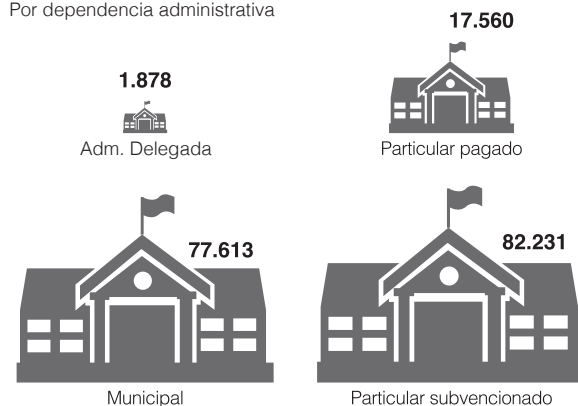 Por dependencia administrativa
17.560
1.878
Adm. Delegada
Particular pagado
77.613
82.231
Municipal
Particular subvencionado